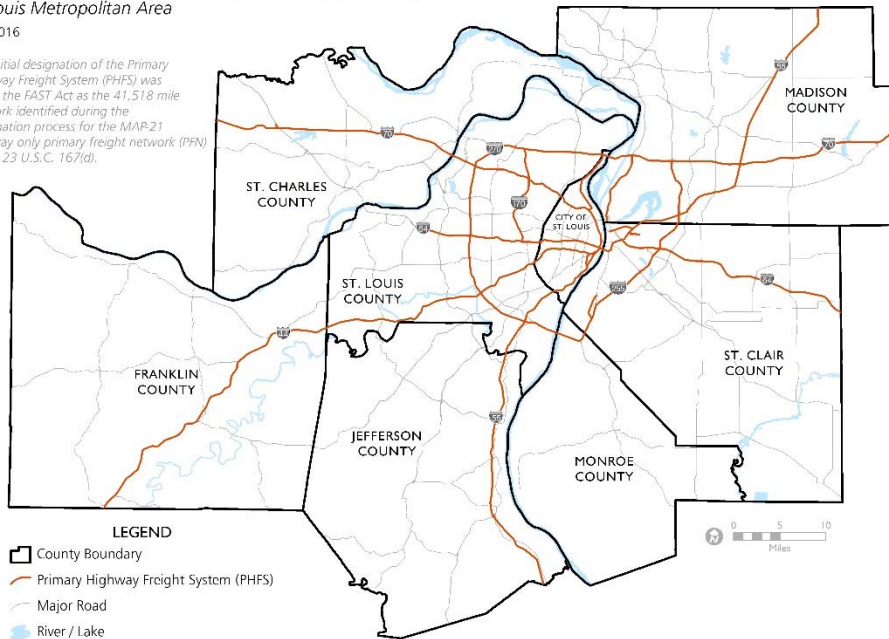 ouis Metropolitan Area
016
itial designation of the Primary
way Freight System (PHFS) was
the FAST Act as the 41,518 mile
ork identified during the
nation process for the MAP-21
ay only primary freight network (PFN)
23 U.S.C. 167(d).
55
MADISON
COUNTY
70
270
70
ST. CHARLES
COUNTY
170
CITY OF
ST. LOUIS
64
ST. LOUIS
COUNTY
255
64
44
FRANKLIN
COUNTY
ST. CLAIR
COUNTY
55
JEFFERSON
COUNTY
MONROE
COUNTY
LEGEND
County Boundary
Primary Highway Freight System (PHFS)
Major Road
River / Lake
0 5 10
Miles